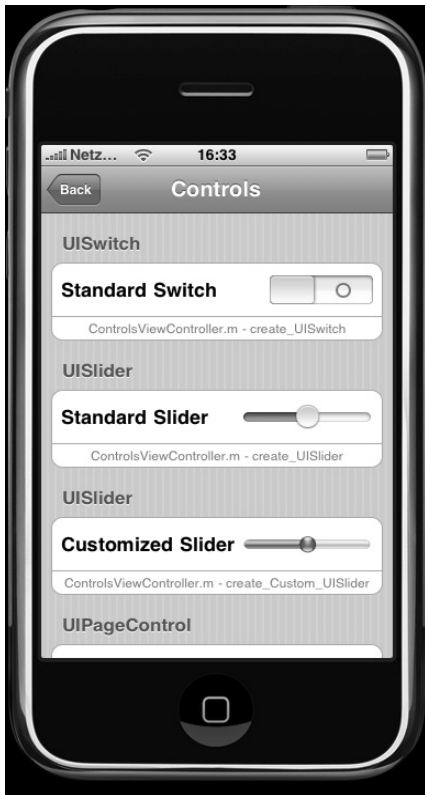 Netz...
16:33
Back
Controls
UISwitch
Standard Switch
ControlsViewController.m - create_UISwitch
UISlider
Standard Slider
ControlsViewController.m - create_UISlider
UISlider
Customized Slider
ControlsViewController.m - create_Custom_UISlider
UIPageControl